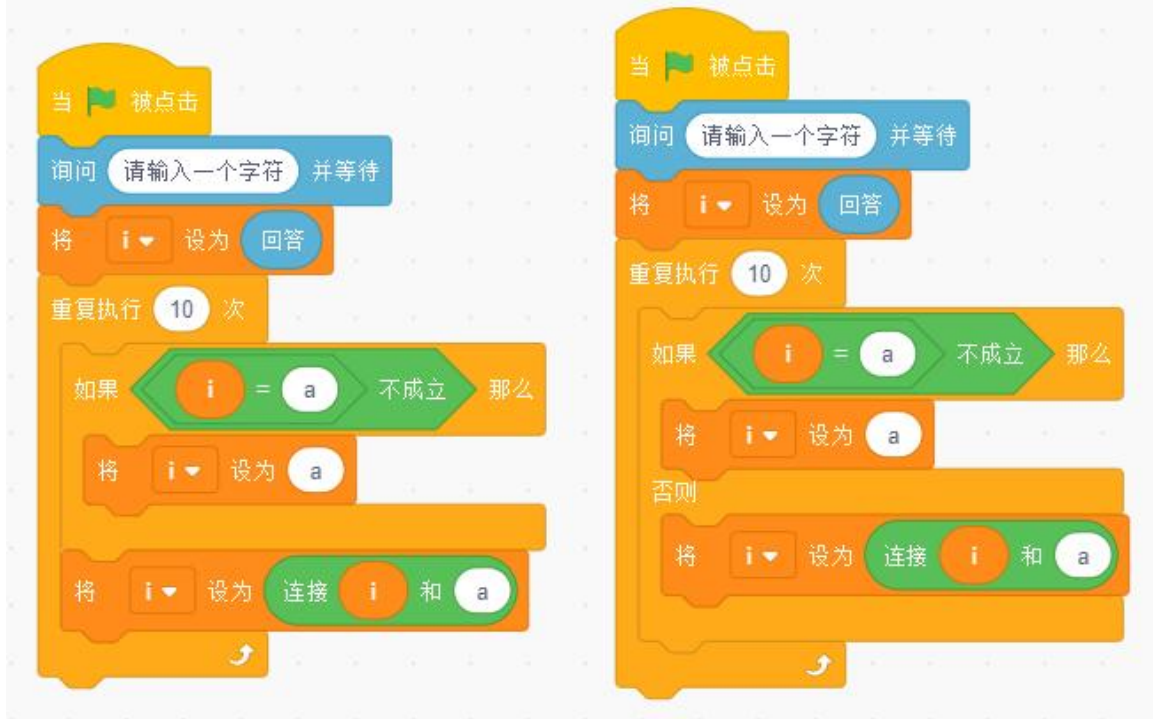 当 被点击
询问 请输入一个字符 并等待
将 i 设为 回答
重复执行 10 次
如果 i = a 不成立 那么
将 i 设为 a
将 i 设为 连接 i 和 a
当 被点击
询问 请输入一个字符 并等待
将 i 设为 回答
重复执行 10 次
如果 i = a 不成立 那么
将 i 设为 a
否则
将 i 设为 连接 i 和 a